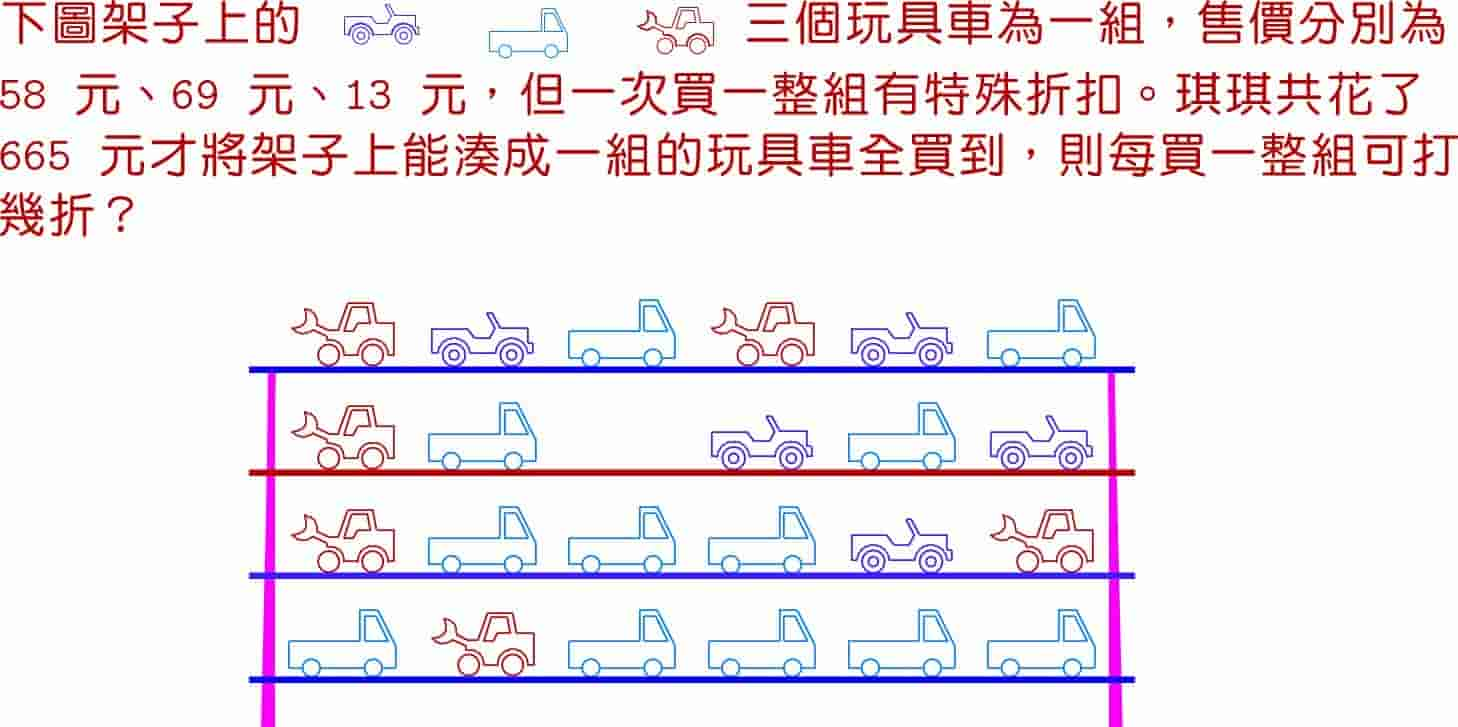 下圖架子上的 三個玩具車為一組，售價分別為
58 元、69 元、13 元，但一次買一整組有特殊折扣。琪琪共花了
665 元才將架子上能湊成一組的玩具車全買到，則每買一整組可打
幾折？